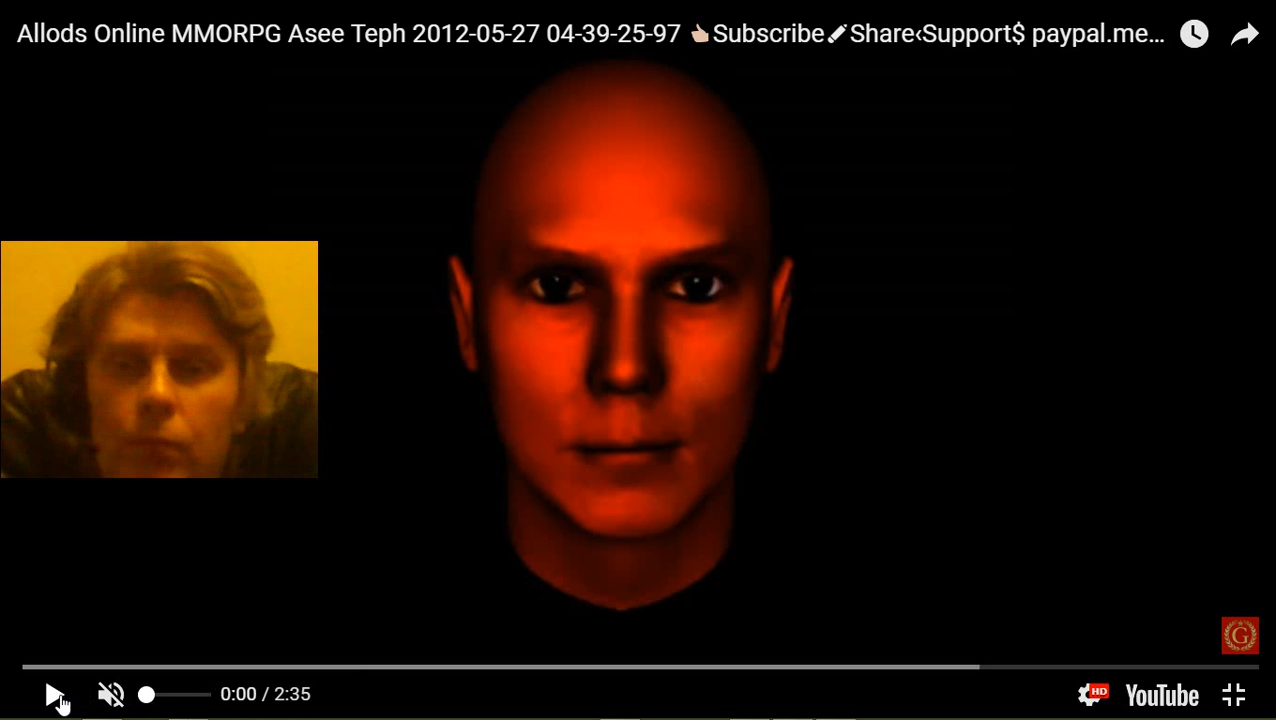 Allods Online MMORPG Asee Teph 2012-05-27 04-39-25-97 👍🏻Subscribe✏Share‹Support$ paypal.me...
G
0:00 / 2:35
HD
YouTube